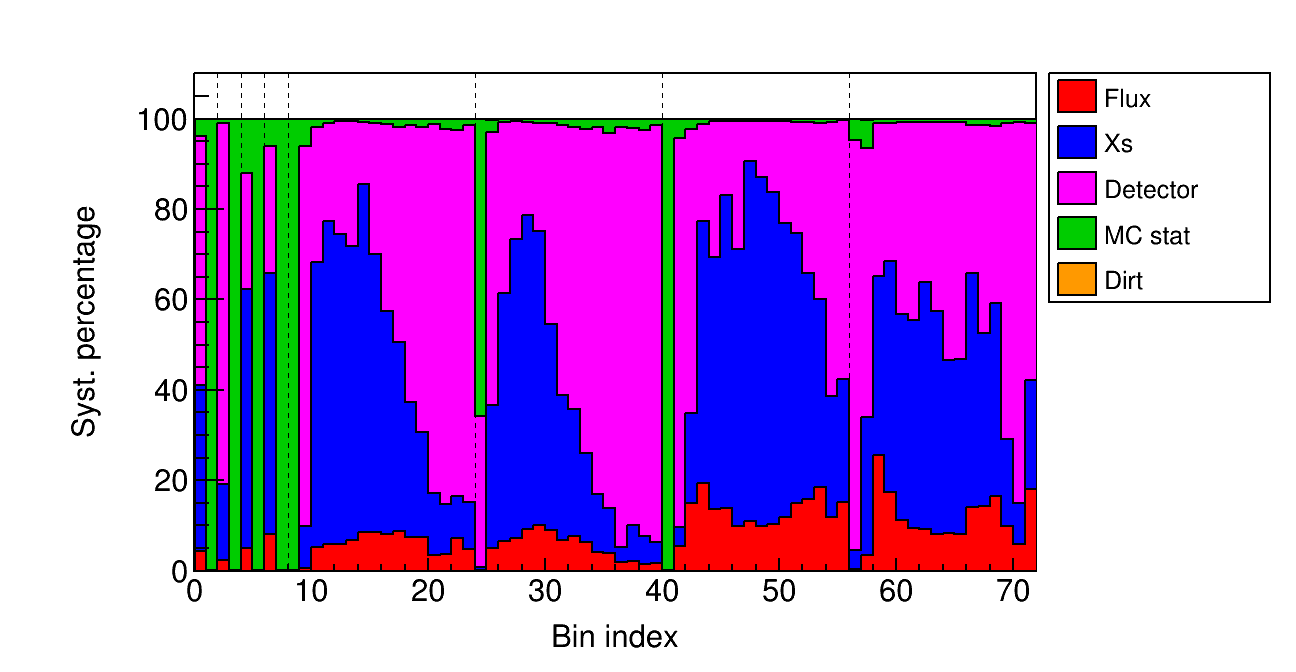 Syst. percentage
100
80
60
40
20
0
0 10 20 30 40 50 60 70
Bin index
Flux
Xs
Detector
MC stat
Dirt